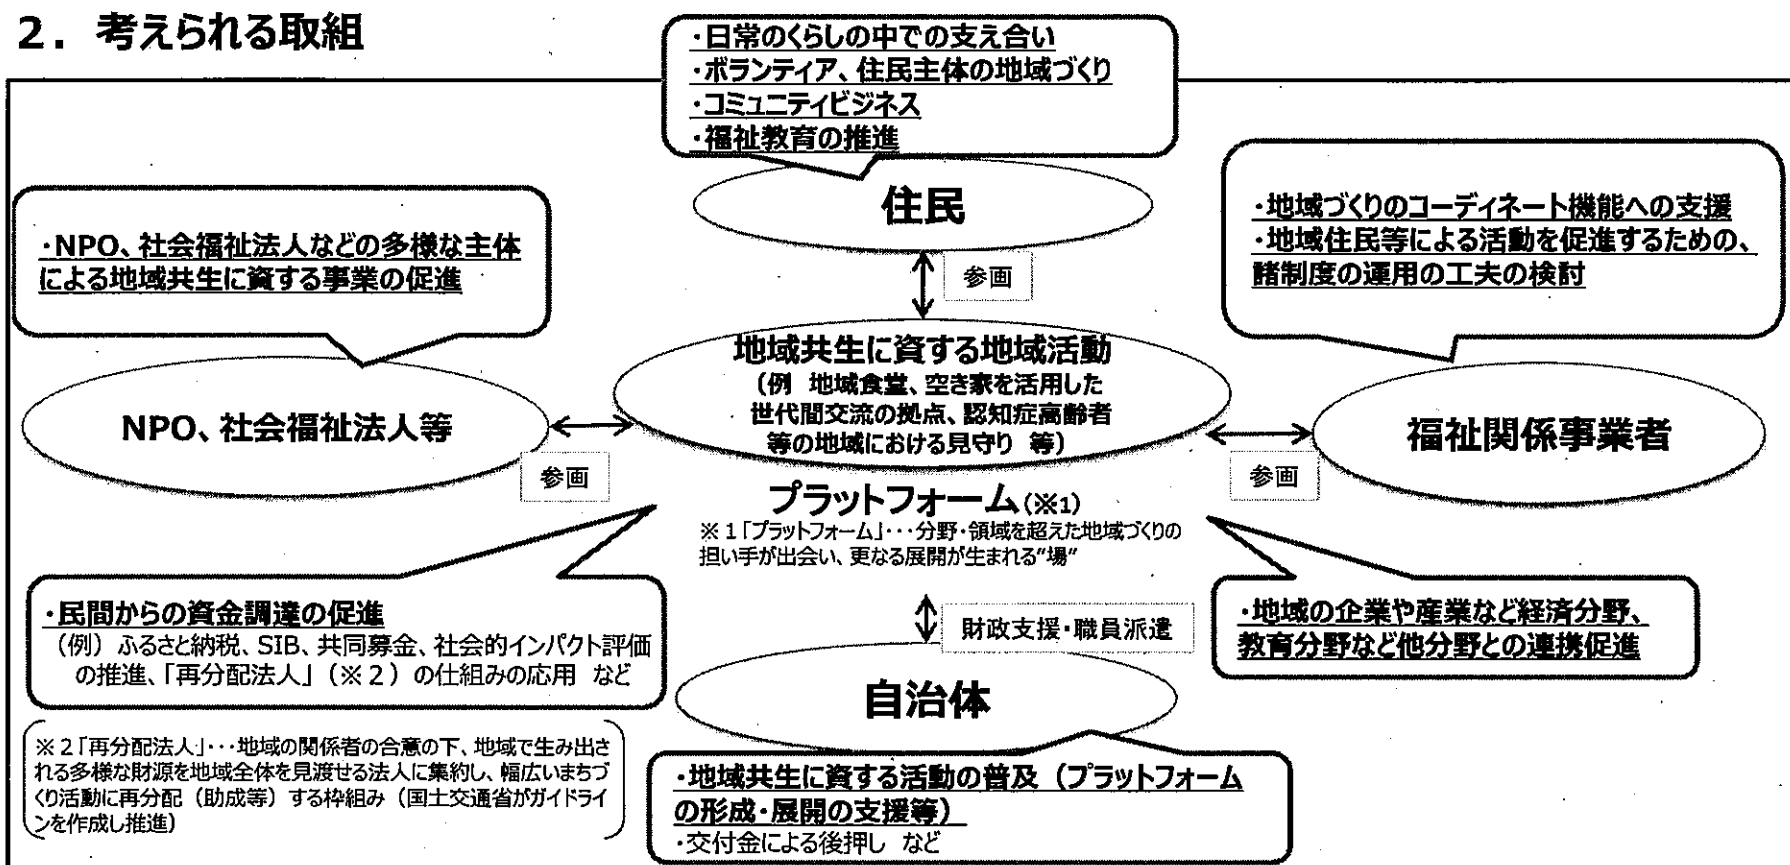 2. 考えられる取組
・日常のくらしの中での支え合い
・ボランティア、住民主体の地域づくり
・コミュニティビジネス
・福祉教育の推進
住民
・NPO、社会福祉法人などの多様な主体
による地域共生に資する事業の促進
・地域づくりのコーディネート機能への支援
・地域住民等による活動を促進するための、
諸制度の運用の工夫の検討
参画
地域共生に資する地域活動
(例 地域食堂、空き家を活用した
世代間交流の拠点、認知症高齢者
等の地域における見守り 等)
NPO、社会福祉法人等
参画
福祉関係事業者
参画
プラットフォーム(※1)
※1「プラットフォーム」・・・分野・領域を超えた地域づくりの
担い手が出会い、更なる展開が生まれる"場"
・民間からの資金調達の促進
(例)ふるさと納税、SIB、共同募金、社会的インパクト評価
の推進、「再分配法人」(※2)の仕組みの応用 など
・地域の企業や産業など経済分野、
教育分野など他分野との連携促進
財政支援・職員派遣
自治体
※2「再分配法人」・・・地域の関係者の合意の下、地域で生み出さ
れる多様な財源を地域全体を見渡せる法人に集約し、幅広いまちづ
くり活動に再分配(助成等)する枠組み(国土交通省がガイドライ
ンを作成し推進)
・地域共生に資する活動の普及(プラットフォーム
の形成・展開の支援等)
・交付金による後押し など